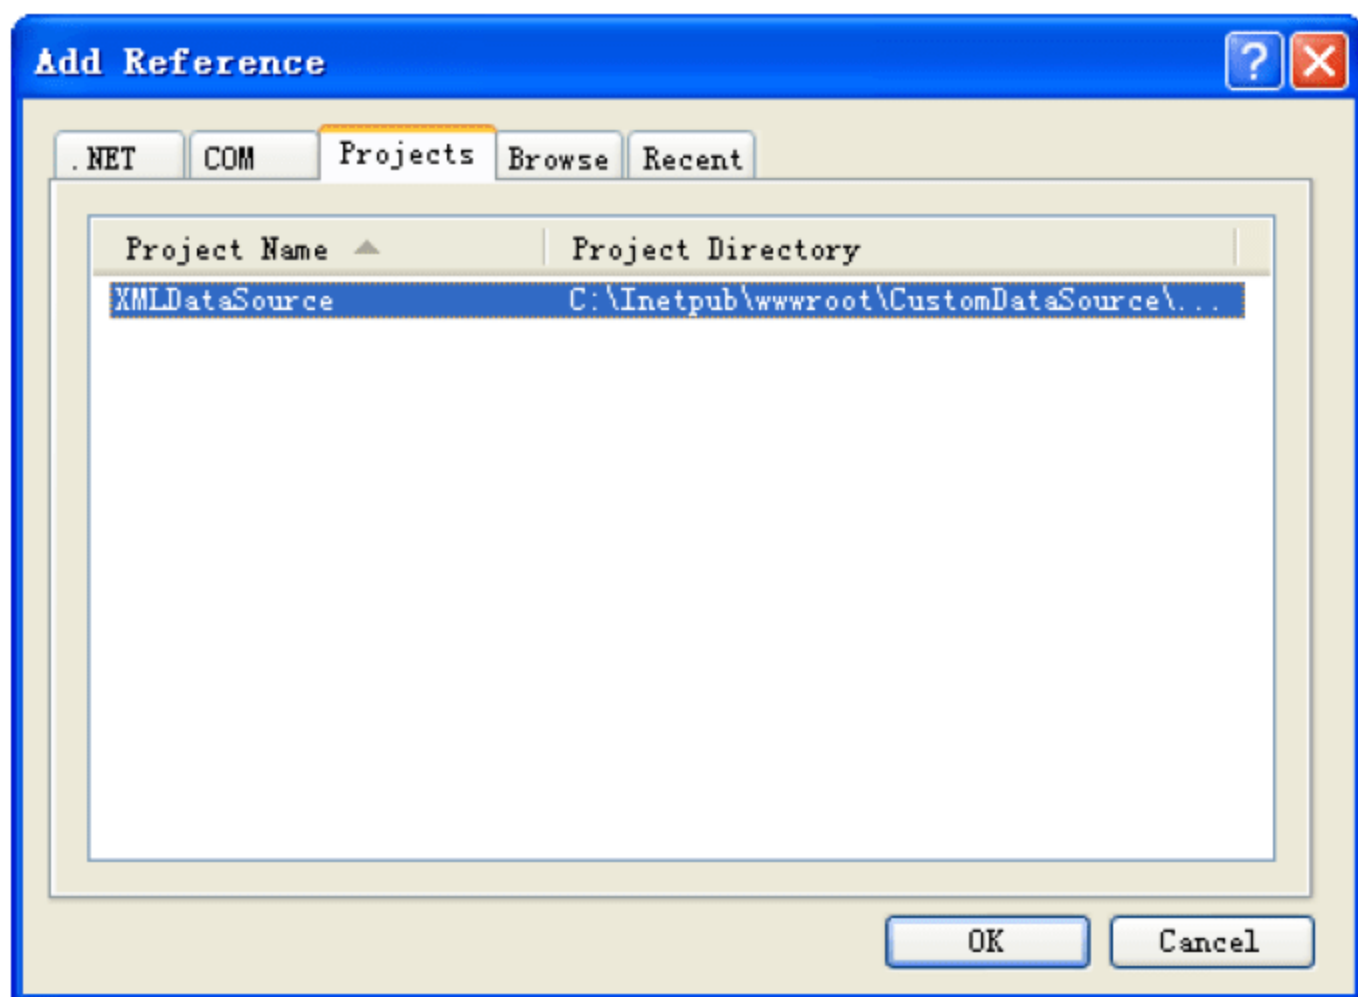 Add Reference
.NET COM Projects Browse Recent
Project Name Project Directory
XMLDataSource C:\Inetpub\wwwroot\CustomDataSource\...
OK Cancel